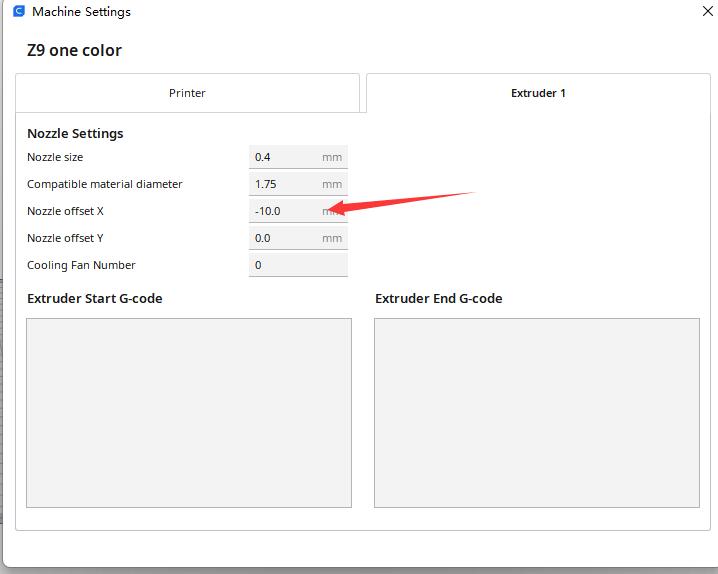 Machine Settings
Z9 one color
Printer
Extruder 1
Nozzle Settings
Nozzle size 0.4 mm
Compatible material diameter 1.75 mm
Nozzle offset X -10.0
Nozzle offset Y 0.0 mm
Cooling Fan Number 0
Extruder Start G-code
Extruder End G-code